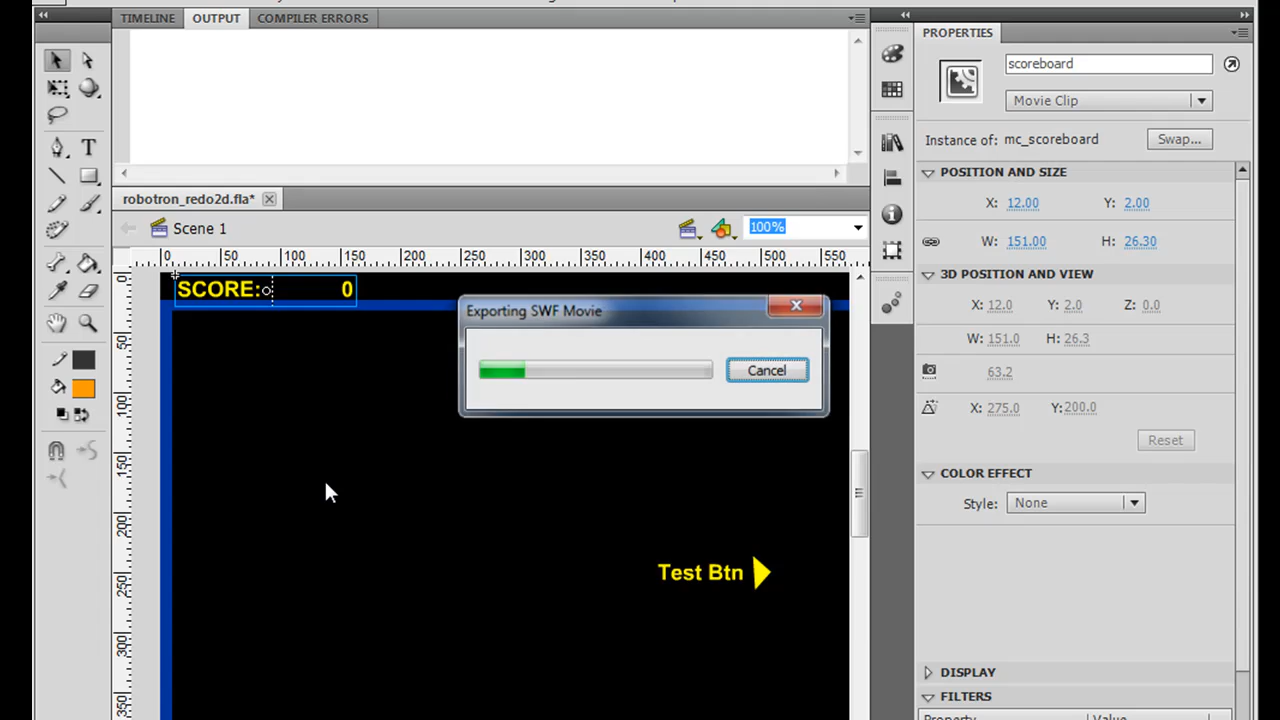 TIMELINE
OUTPUT
COMPILER ERRORS
PROPERTIES
scoreboard
Movie Clip
Instance of: mc_scoreboard
Swap...
POSITION AND SIZE
X: 12.00 Y: 2.00
W: 151.00 H: 26.30
3D POSITION AND VIEW
X: 12.0 Y: 2.0 Z: 0.0
W: 151.0 H: 26.3
63.2
X: 275.0 Y: 200.0
Reset
COLOR EFFECT
Style: None
DISPLAY
FILTERS
Property Value
robotron_redo2d.fla*
Scene 1
100%
0 50 100 150 200 250 300 350 400 450 500 550
0
50
100
150
200
250
300
350
SCORE: 0
Exporting SWF Movie
Cancel
Test Btn
T